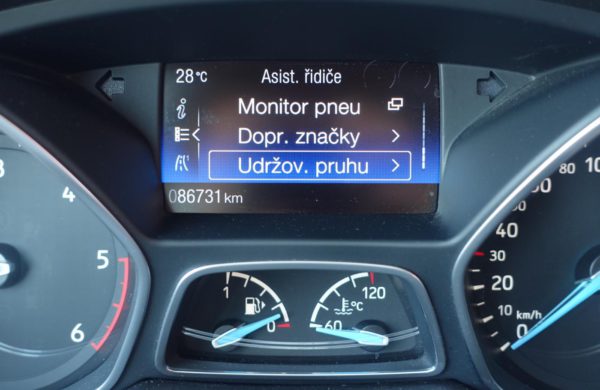 28°C Asist. řidiče
Monitor pneu
Dopr. značky
Udržov. pruhu
086731 km
3
4
5
6
1
0
60
120
°C
100
80
60
40
30
20
10
0
km/h